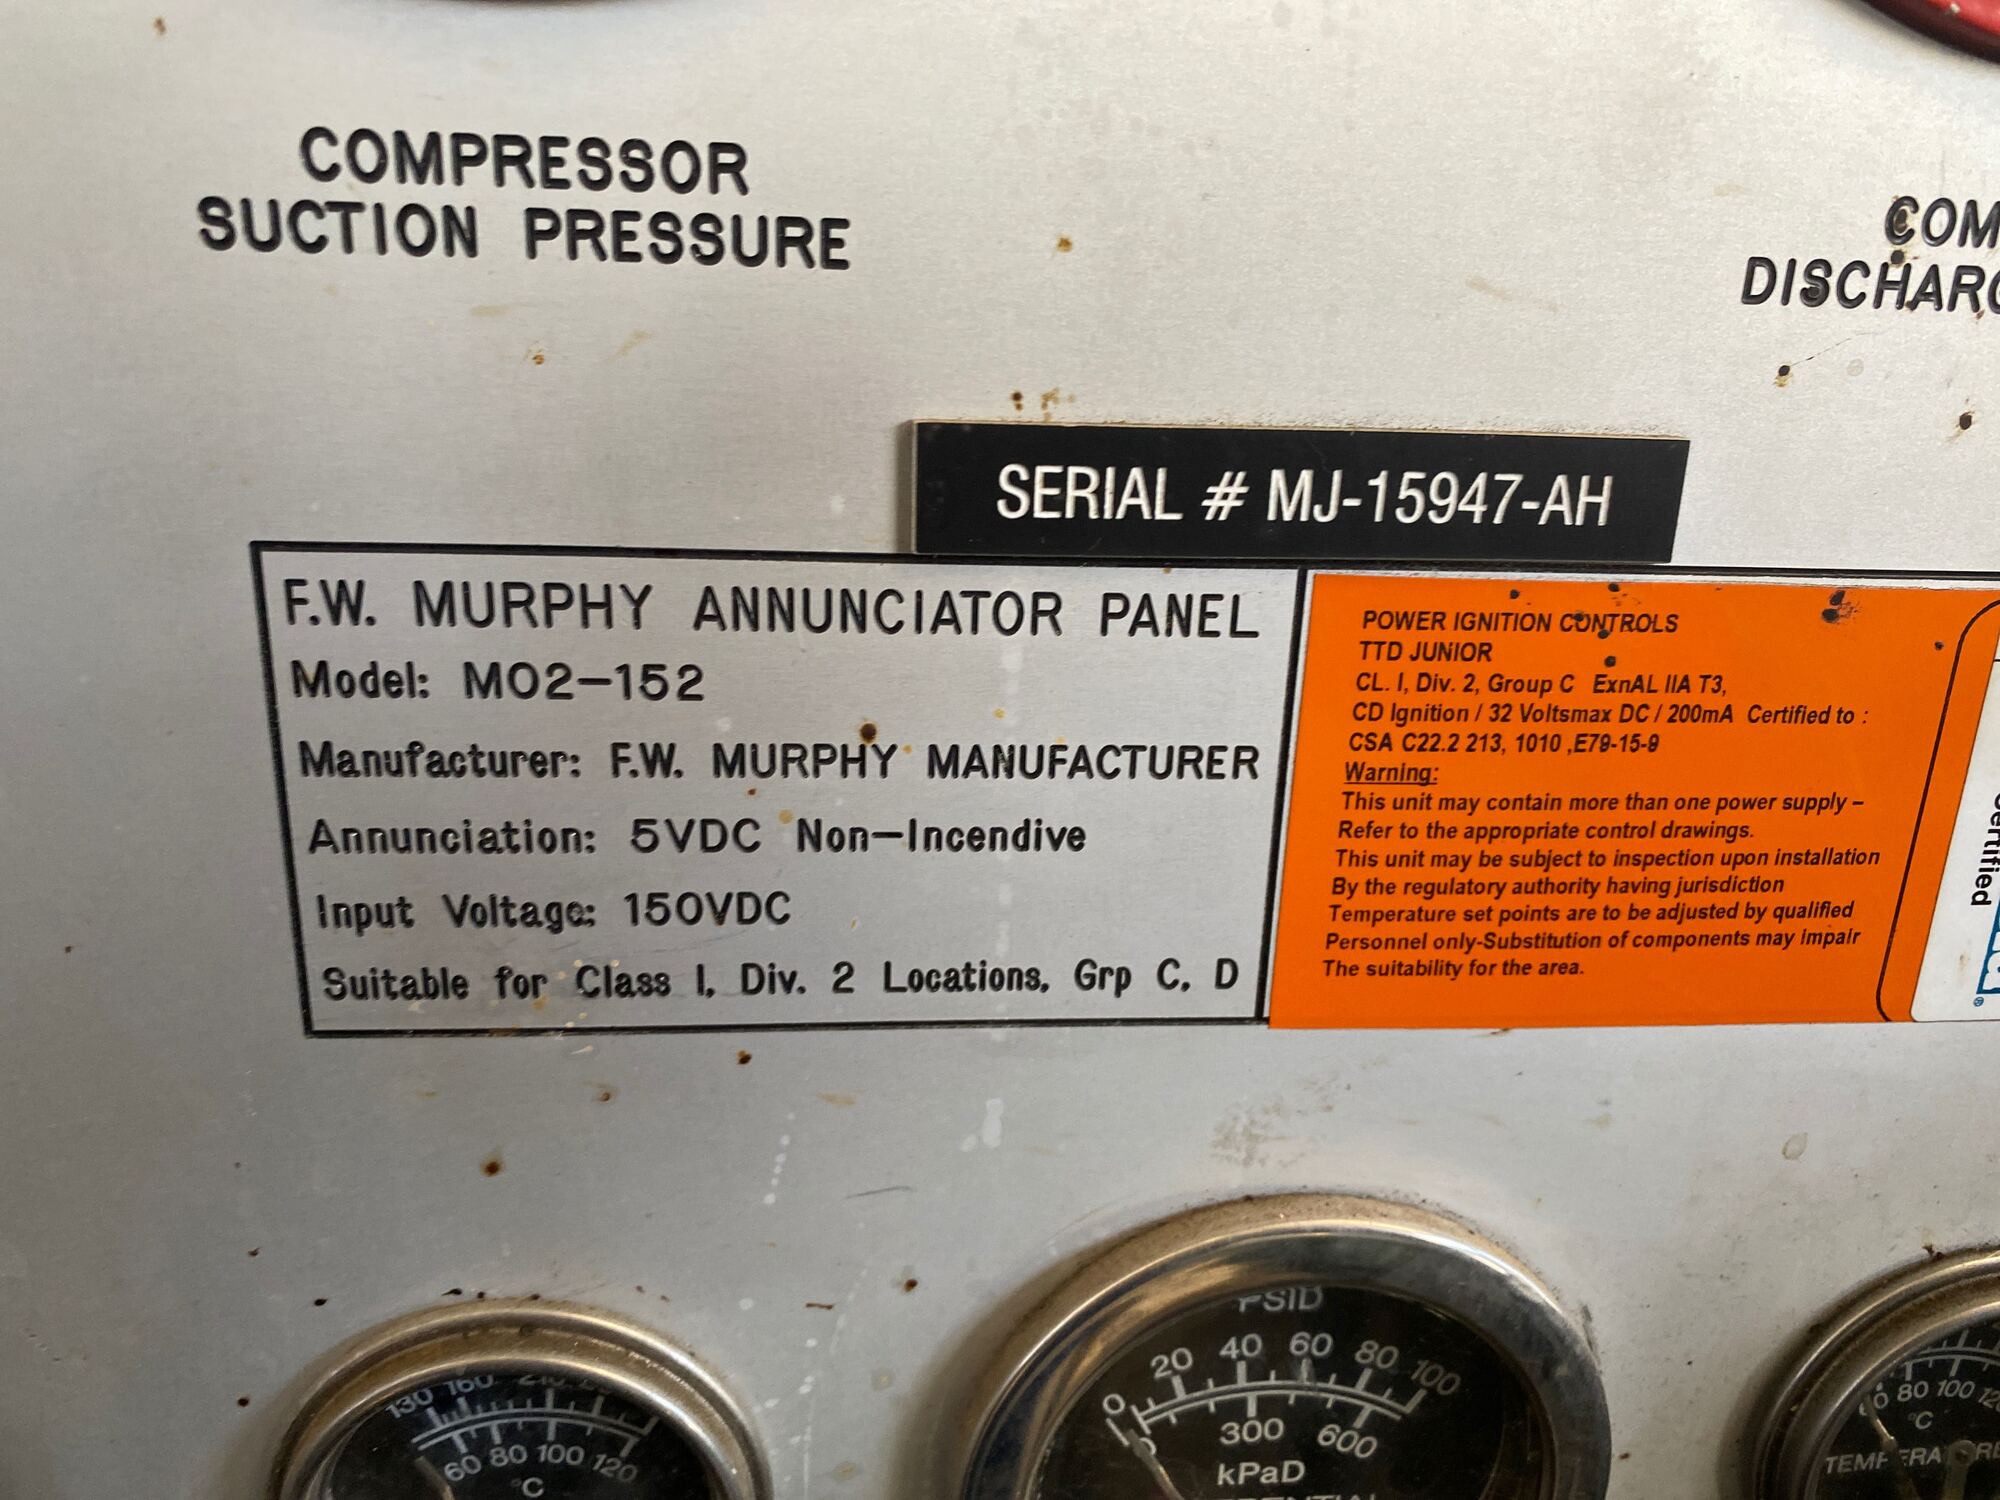 COMPRESSOR
SUCTION PRESSURE
COM
DISCHARG
SERIAL # MJ-15947-AH
F.W. MURPHY ANNUNCIATOR PANEL
Model: MO2-152
Manufacturer: F.W. MURPHY MANUFACTURER
Annunciation: 5VDC Non-Incendive
Input Voltage: 150VDC
Suitable for Class I, Div. 2 Locations, Grp C, D
POWER IGNITION CONTROLS
TTD JUNIOR
CL. I, Div. 2, Group C ExnAL IIA T3,
CD Ignition / 32 Voltsmax DC / 200mA Certified to :
CSA C22.2 213, 1010 ,E79-15-9
Warning:
This unit may contain more than one power supply –
Refer to the appropriate control drawings.
This unit may be subject to inspection upon installation
By the regulatory authority having jurisdiction
Temperature set points are to be adjusted by qualified
Personnel only-Substitution of components may impair
The suitability for the area.
Certified
130 160 210
60 80 100 120
°C
PSID
0 20 40 60 80 100
0 300 600
kPaD
80 100
°C
TEMPERATURE